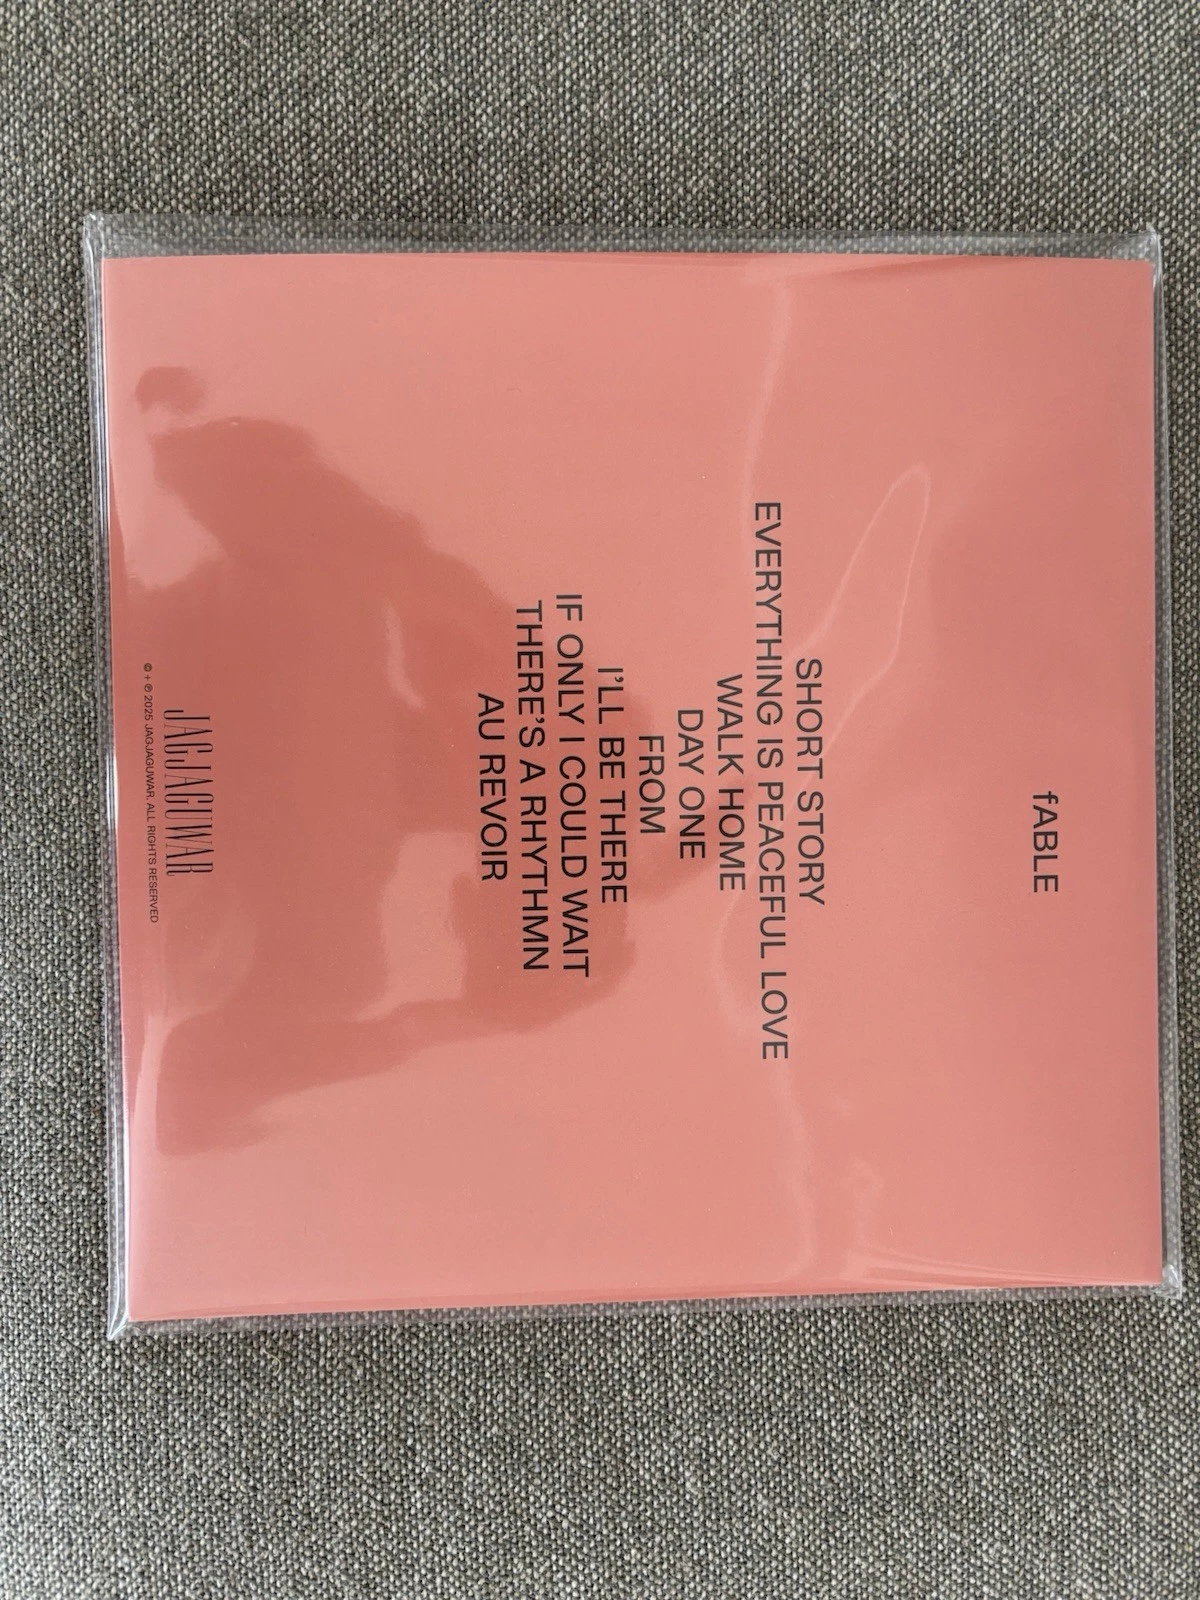 fABLE
SHORT STORY
EVERYTHING IS PEACEFUL LOVE
WALK HOME
DAY ONE
FROM
I'LL BE THERE
IF ONLY I COULD WAIT
THERE'S A RHYTHMN
AU REVOIR
JAGJAGUWAR
© + ℗ 2025 JAGJAGUWAR. ALL RIGHTS RESERVED